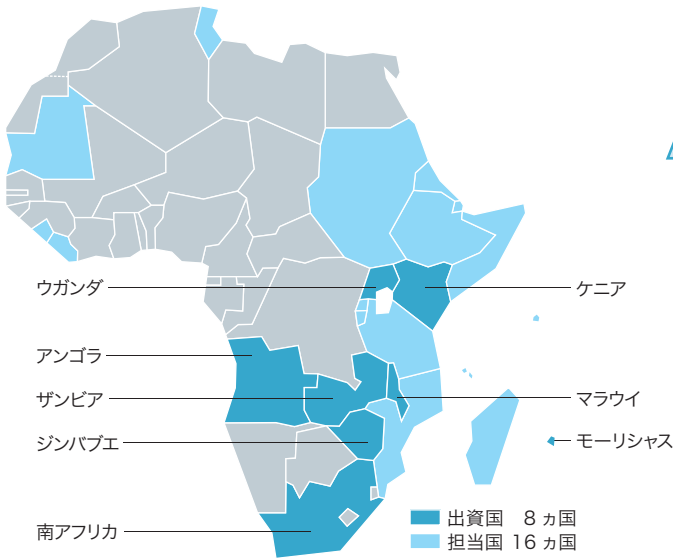 ウガンダ
アンゴラ
ザンビア
ジンバブエ
南アフリカ
ケニア
マラウイ
モーリシャス
出資国 8 ヵ国
担当国 16 ヵ国